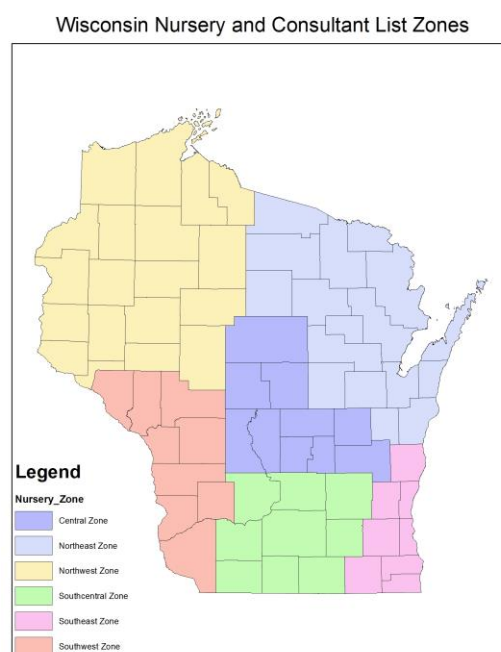 Wisconsin Nursery and Consultant List Zones
Legend
Nursery_Zone
Central Zone
Northeast Zone
Northwest Zone
Southcentral Zone
Southeast Zone
Southwest Zone